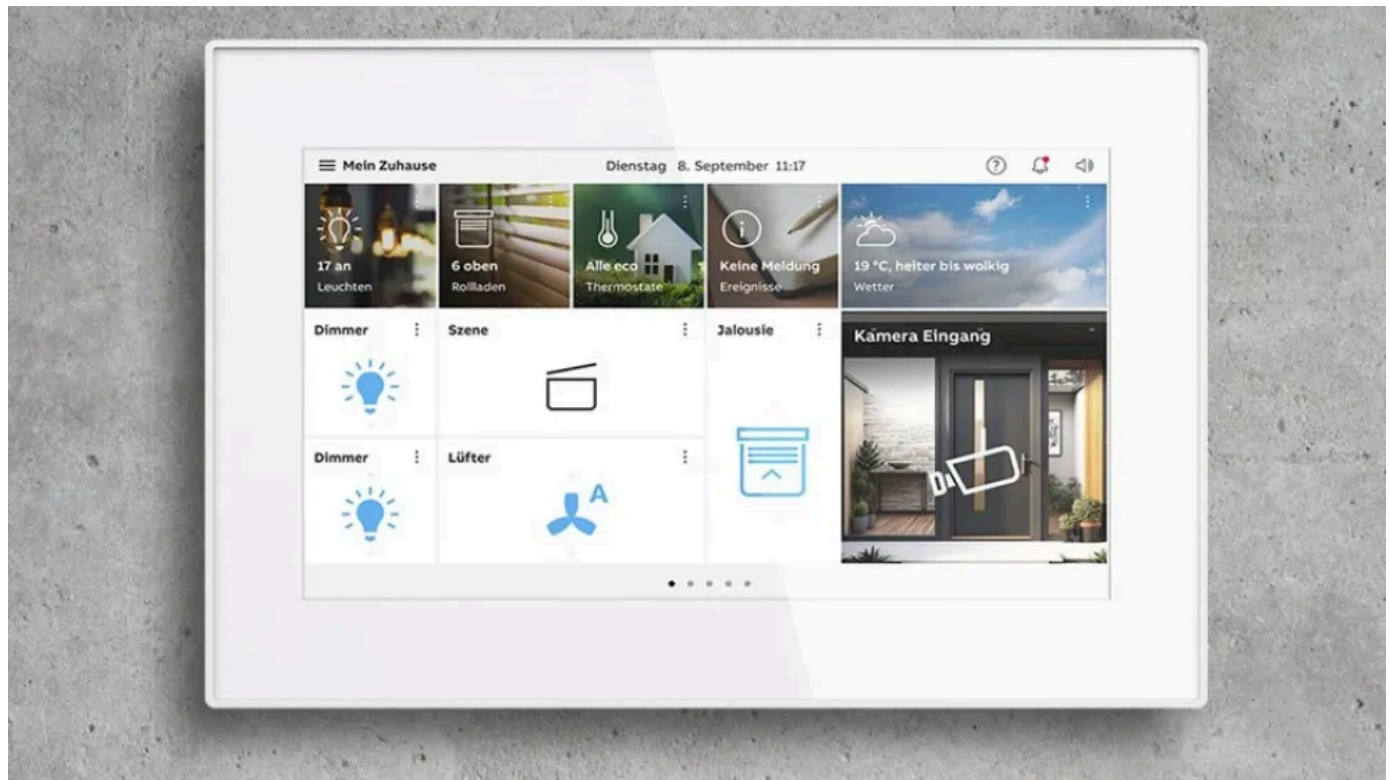 Mein Zuhause
Dienstag 8. September 11:17
17 an
Leuchten
6 oben
Rollladen
Alle eco
Thermostate
Keine Meldung
Ereignisse
19 °C, heiter bis wolkig
Wetter
Dimmer
Szene
Jalousie
Kamera Eingang
Dimmer
Lüfter
A